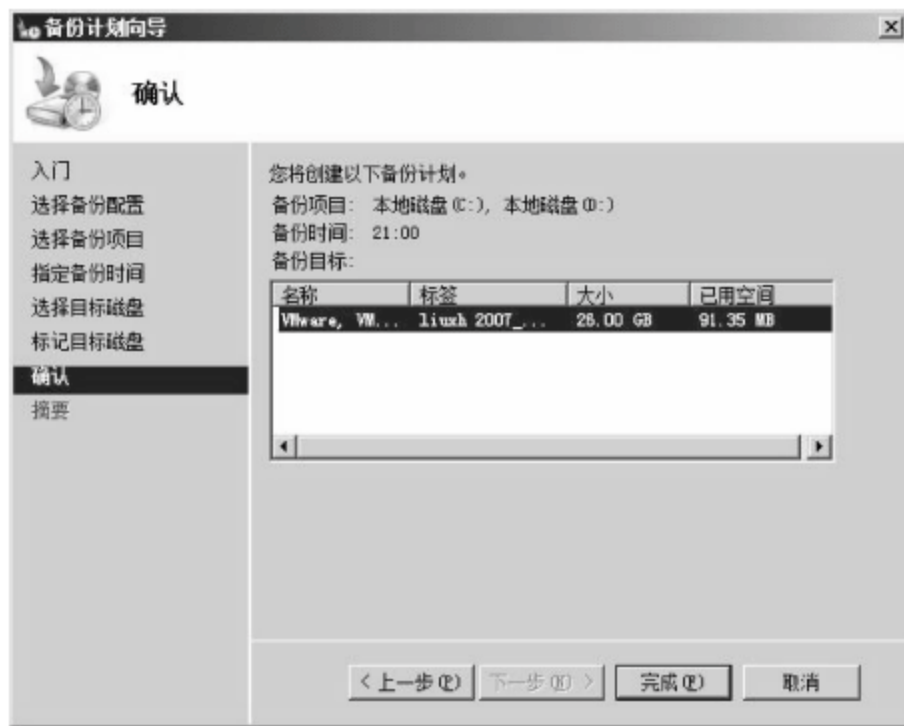 备份计划向导
确认
入门
选择备份配置
选择备份项目
指定备份时间
选择目标磁盘
标记目标磁盘
确认
摘要
您将创建以下备份计划。
备份项目: 本地磁盘(C:), 本地磁盘(D:)
备份时间: 21:00
备份目标:
名称 标签 大小 已用空间
VMware, VM... liuxh 2007_... 26.00 GB 91.35 MB
<上一步(P) 下一步(N) > 完成(F) 取消